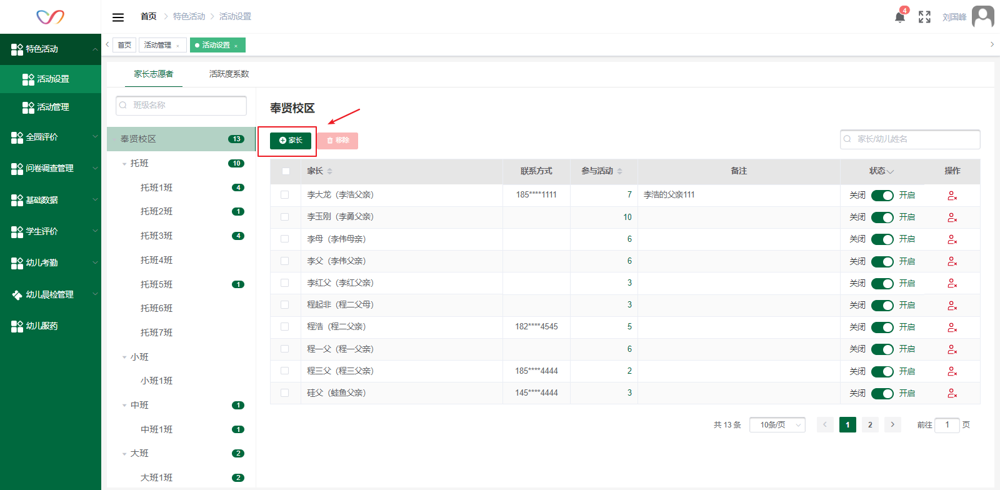 首页 特色活动 活动设置
4
刘国峰
首页 活动管理 × 活动设置 ×
特色活动
活动设置
活动管理
全园评价
问卷调查管理
基础数据
学生评价
幼儿考勤
幼儿晨检管理
幼儿服药
家长志愿者 活跃度系数
班级名称
奉贤校区 13
托班 10
托班1班 4
托班2班 1
托班3班 4
托班4班
托班5班 1
托班6班
托班7班
小班
小班1班
中班 1
中班1班 1
大班 2
大班1班 2
奉贤校区
家长 移除 家长/幼儿姓名
家长 联系方式 参与活动 备注 状态 操作
李大龙（李浩父亲） 185****1111 7 李浩的父亲111 关闭 开启
李玉刚（李勇父亲） 10 关闭 开启
李母（李伟母亲） 6 关闭 开启
李父（李伟父亲） 6 关闭 开启
李红父（李红父亲） 3 关闭 开启
程起非（程二父母） 3 关闭 开启
程浩（程二父亲） 182****4545 5 关闭 开启
程一父（程一父亲） 6 关闭 开启
程三父（程三父亲） 185****4444 2 关闭 开启
硅父（蛙鱼父亲） 145****4444 3 关闭 开启
共 13 条 10条/页 1 2 前往 1 页